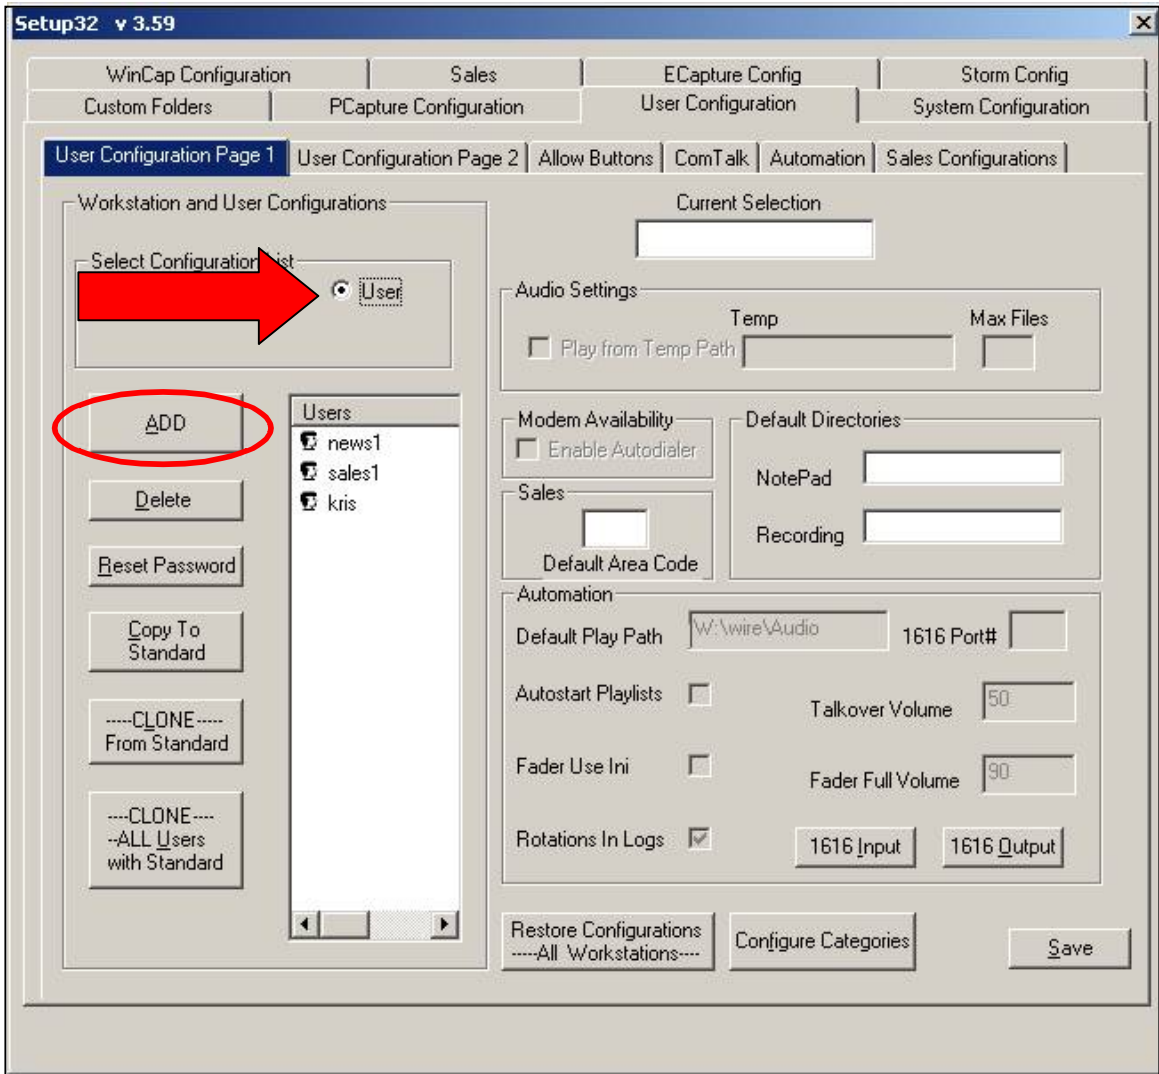 Setup32 v 3.59
WinCap Configuration
Sales
ECapture Config
Storm Config
Custom Folders
PCapture Configuration
User Configuration
System Configuration
User Configuration Page 1
User Configuration Page 2
Allow Buttons
ComTalk
Automation
Sales Configurations
Workstation and User Configurations
Select Configuration List
User
Current Selection
Audio Settings
Temp
Max Files
Play from Temp Path
ADD
Delete
Reset Password
Copy To
Standard
-----CLONE-----
From Standard
----CLONE----
--ALL Users
with Standard
Users
news1
sales1
kris
Modem Availability
Enable Autodialer
Sales
Default Area Code
Default Directories
NotePad
Recording
Automation
Default Play Path
W:\wire\Audio
1616 Port#
Autostart Playlists
Talkover Volume
50
Fader Use Ini
Fader Full Volume
90
Rotations In Logs
1616 Input
1616 Output
Restore Configurations
-----All Workstations----
Configure Categories
Save